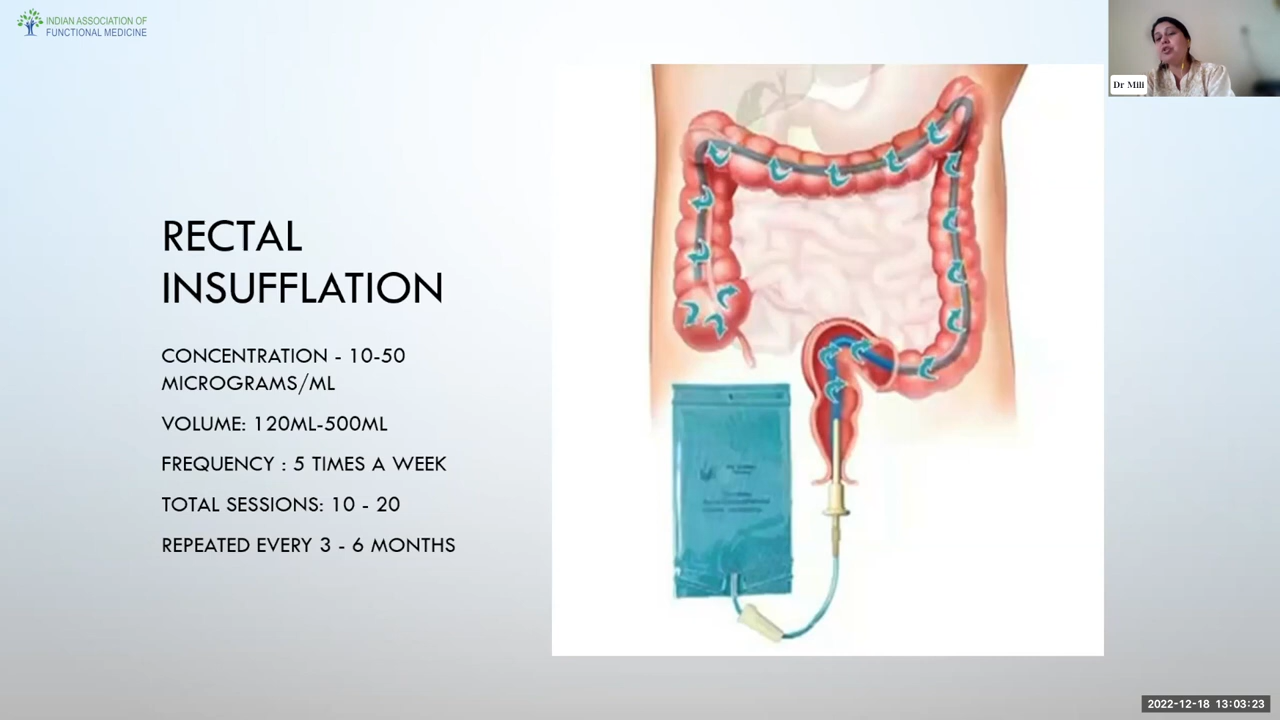 INDIAN ASSOCIATION OF
FUNCTIONAL MEDICINE
Dr Mili
RECTAL
INSUFFLATION
CONCENTRATION - 10-50
MICROGRAMS/ML
VOLUME: 120ML-500ML
FREQUENCY : 5 TIMES A WEEK
TOTAL SESSIONS: 10 - 20
REPEATED EVERY 3 - 6 MONTHS
2022-12-18 13:03:23